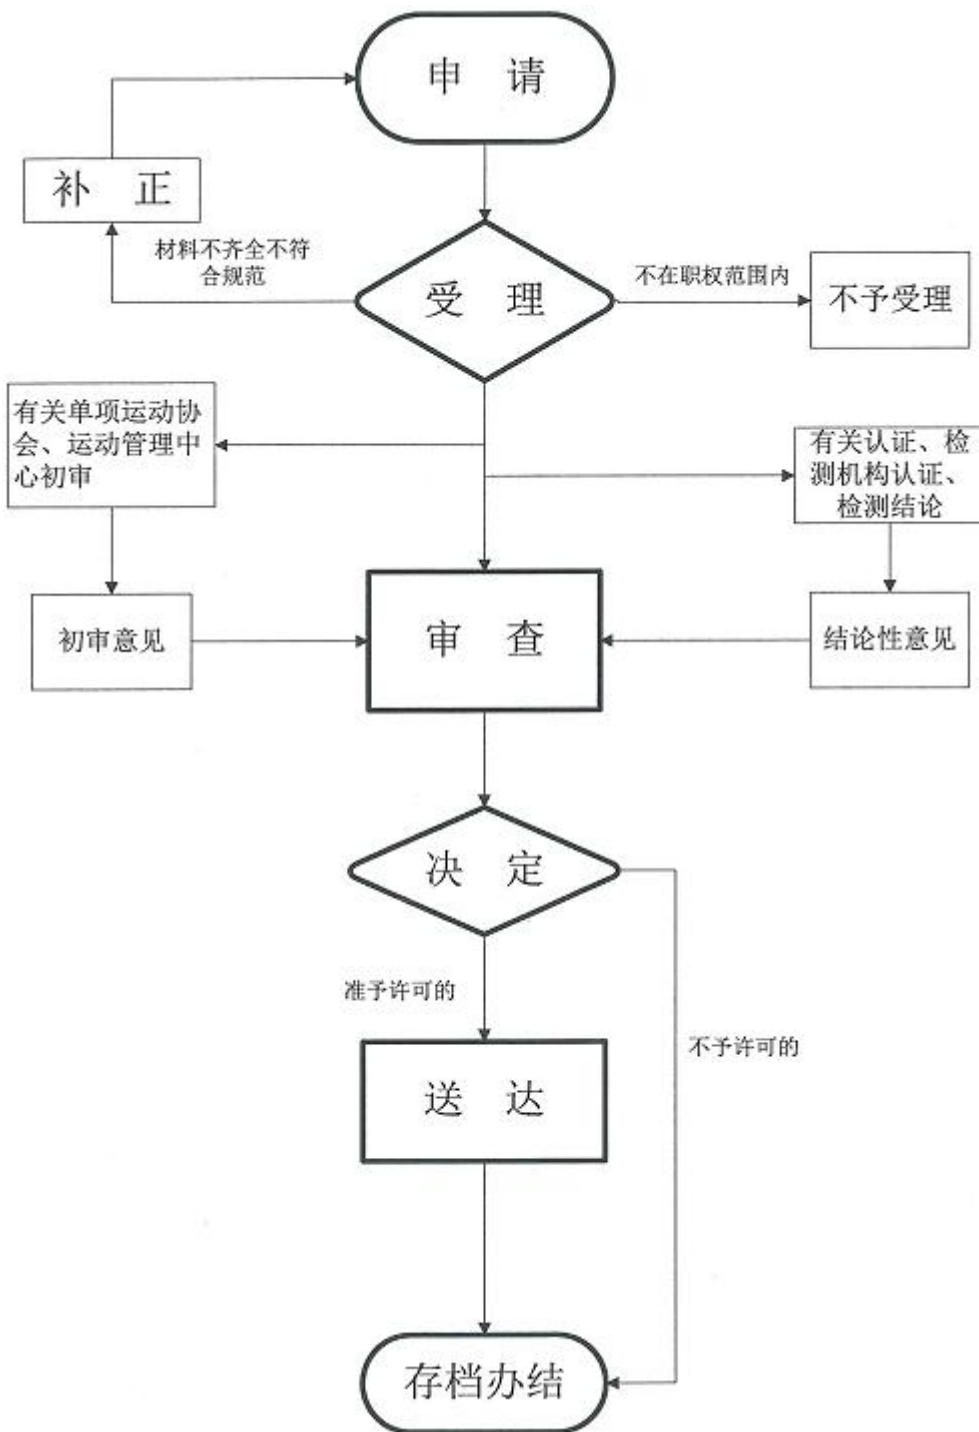 申 请
补 正
材料不齐全不符
合规范
受 理
不在职权范围内
不予受理
有关单项运动协
会、运动管理中
心初审
有关认证、检
测机构认证、
检测结论
初审意见
审 查
结论性意见
决 定
准予许可的
不予许可的
送 达
存档办结